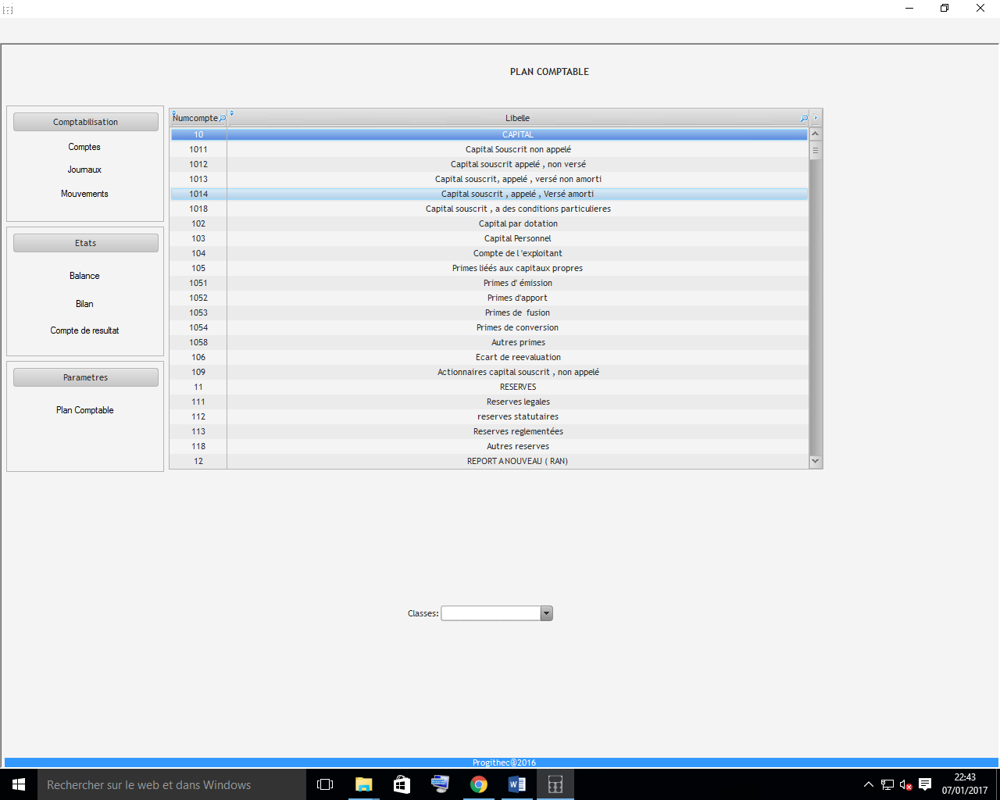 PLAN COMPTABLE
Comptabilisation
Comptes
Journaux
Mouvements
Etats
Balance
Bilan
Compte de resultat
Parametres
Plan Comptable
Numcompte Libelle
10 CAPITAL
1011 Capital Souscrit non appelé
1012 Capital souscrit appelé , non versé
1013 Capital souscrit, appelé , versé non amorti
1014 Capital souscrit , appelé , Versé amorti
1018 Capital souscrit , a des conditions particulieres
102 Capital par dotation
103 Capital Personnel
104 Compte de l 'exploitant
105 Primes liéés aux capitaux propres
1051 Primes d' émission
1052 Primes d'apport
1053 Primes de  fusion
1054 Primes de conversion
1058 Autres primes
106 Ecart de reevaluation
109 Actionnaires capital souscrit , non appelé
11 RESERVES
111 Reserves legales
112 reserves statutaires
113 Reserves reglementées
118 Autres reserves
12 REPORT A NOUVEAU ( RAN)
Classes:
Progithec@2016
Rechercher sur le web et dans Windows
22:43
07/01/2017